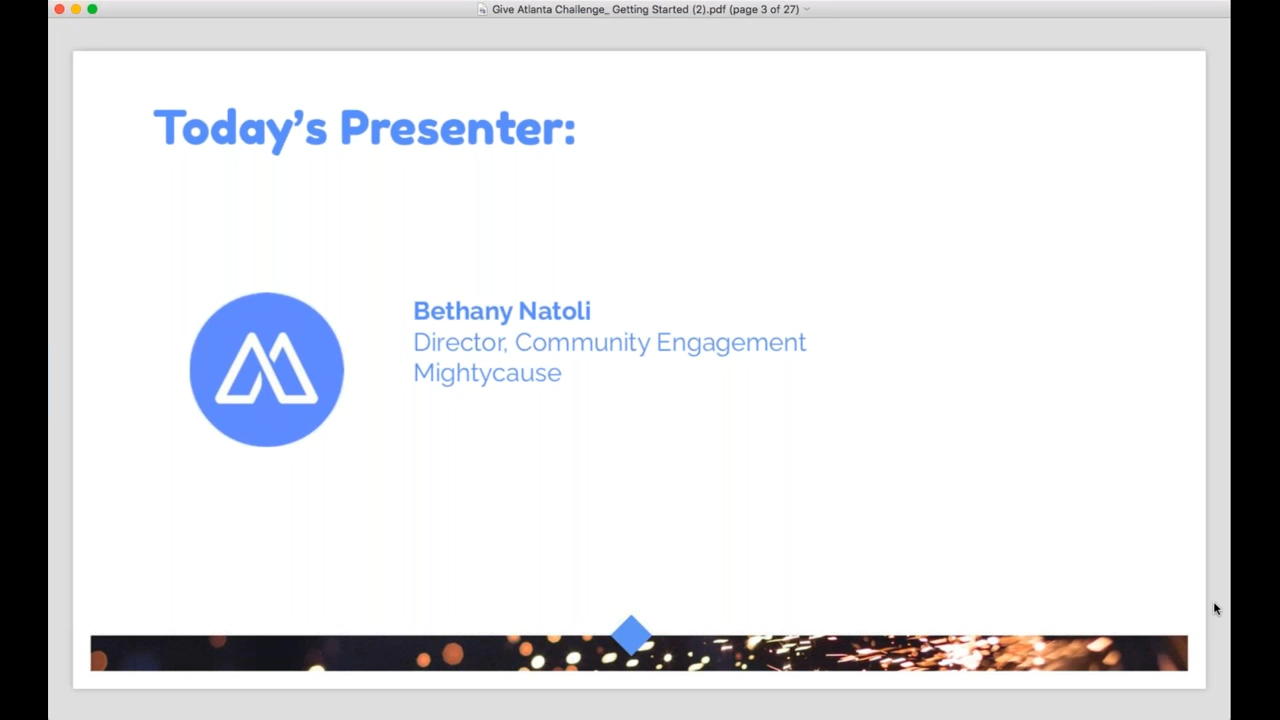 Give Atlanta Challenge_ Getting Started (2).pdf (page 3 of 27)
Today's Presenter:
Bethany Natoli
Director, Community Engagement
Mightycause